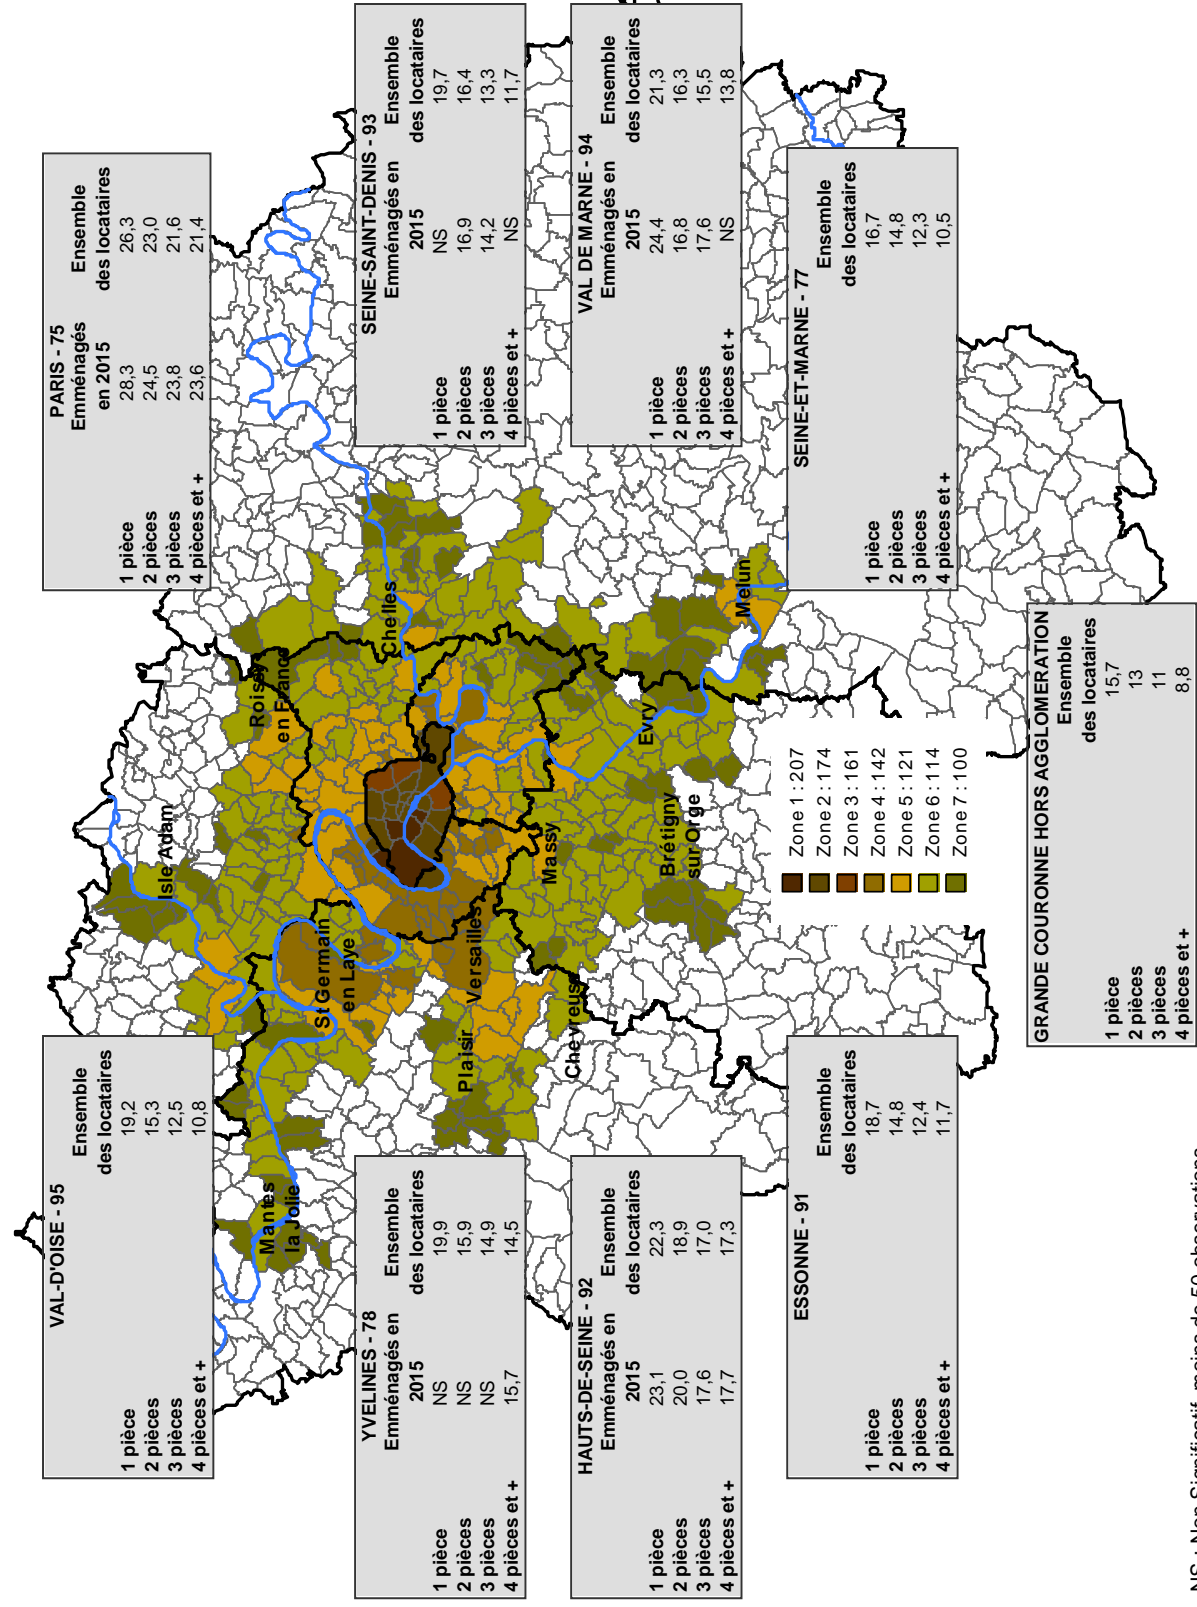 VAL-D'OISE - 95
Ensemble
des locataires
1 pièce 19,2
2 pièces 15,3
3 pièces 12,5
4 pièces et + 10,8
PARIS - 75
Emménagés Ensemble
en 2015 des locataires
1 pièce 28,3 26,3
2 pièces 24,5 23,0
3 pièces 23,8 21,6
4 pièces et + 23,6 21,4
YVELINES - 78
Emménagés en Ensemble
2015 des locataires
1 pièce NS 19,9
2 pièces NS 15,9
3 pièces NS 14,9
4 pièces et + 15,7 14,5
SEINE-SAINT-DENIS - 93
Emménagés en Ensemble
2015 des locataires
1 pièce NS 19,7
2 pièces 16,9 16,4
3 pièces 14,2 13,3
4 pièces et + NS 11,7
HAUTS-DE-SEINE - 92
Emménagés en Ensemble
2015 des locataires
1 pièce 23,1 22,3
2 pièces 20,0 18,9
3 pièces 17,6 17,0
4 pièces et + 17,7 17,3
VAL DE MARNE - 94
Emménagés en Ensemble
2015 des locataires
1 pièce 24,4 21,3
2 pièces 16,8 16,3
3 pièces 17,6 15,5
4 pièces et + NS 13,8
ESSONNE - 91
Ensemble
des locataires
1 pièce 18,7
2 pièces 14,8
3 pièces 12,4
4 pièces et + 11,7
SEINE-ET-MARNE - 77
Ensemble
des locataires
1 pièce 16,7
2 pièces 14,8
3 pièces 12,3
4 pièces et + 10,5
GRANDE COURONNE HORS AGGLOMERATION
Ensemble
des locataires
1 pièce 15,7
2 pièces 13
3 pièces 11
4 pièces et + 8,8
Isle Adam
Roissy
en France
Mantes
la Jolie
St Germain
en Laye
Chelles
Versailles
Plaisir
Massy
Chevreuse
Evry
Brétigny
sur Orge
Melun
Zone 1 : 207
Zone 2 : 174
Zone 3 : 161
Zone 4 : 142
Zone 5 : 121
Zone 6 : 114
Zone 7 : 100
NS : Non Significatif, moins de 50 observations